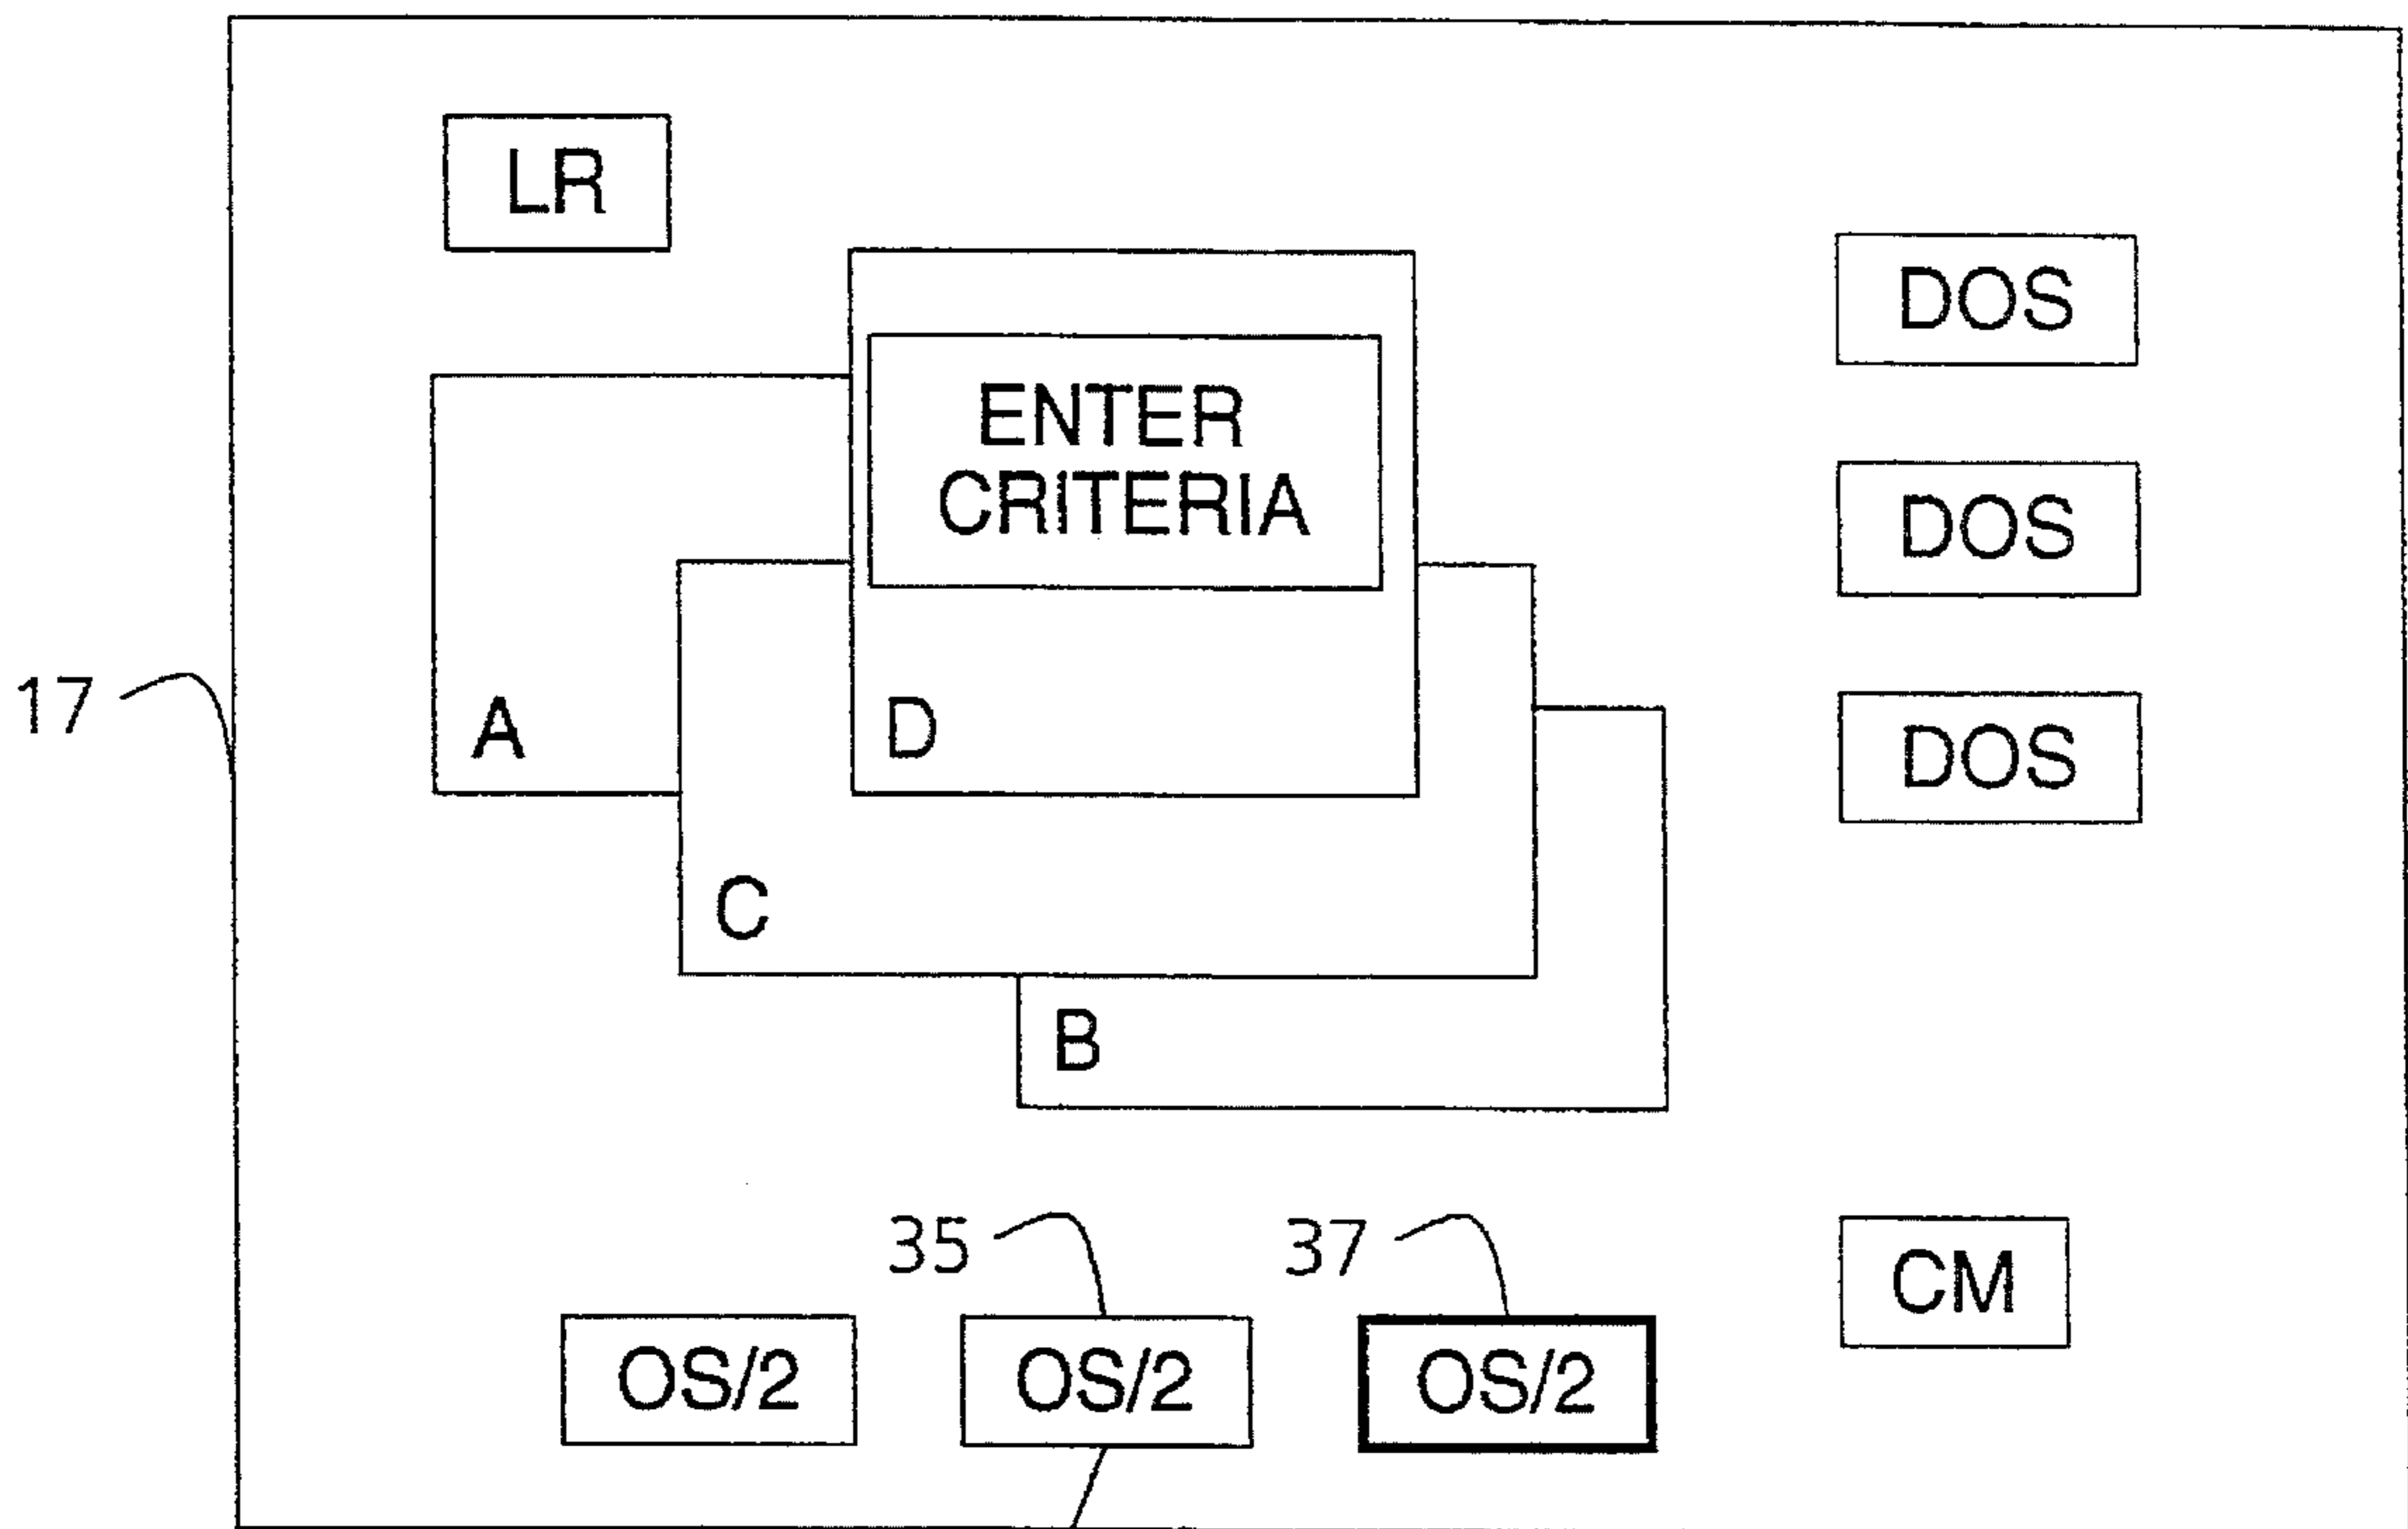 LR
DOS
ENTER
CRITERIA
DOS
17
A
D
DOS
C
B
35
37
CM
OS/2
OS/2
OS/2